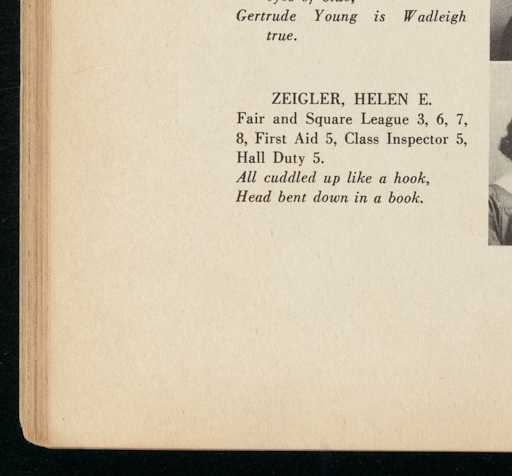 Gertrude Young is Wadleigh
true.
ZEIGLER, HELEN E.
Fair and Square League 3, 6, 7,
8, First Aid 5, Class Inspector 5,
Hall Duty 5.
All cuddled up like a hook,
Head bent down in a book.